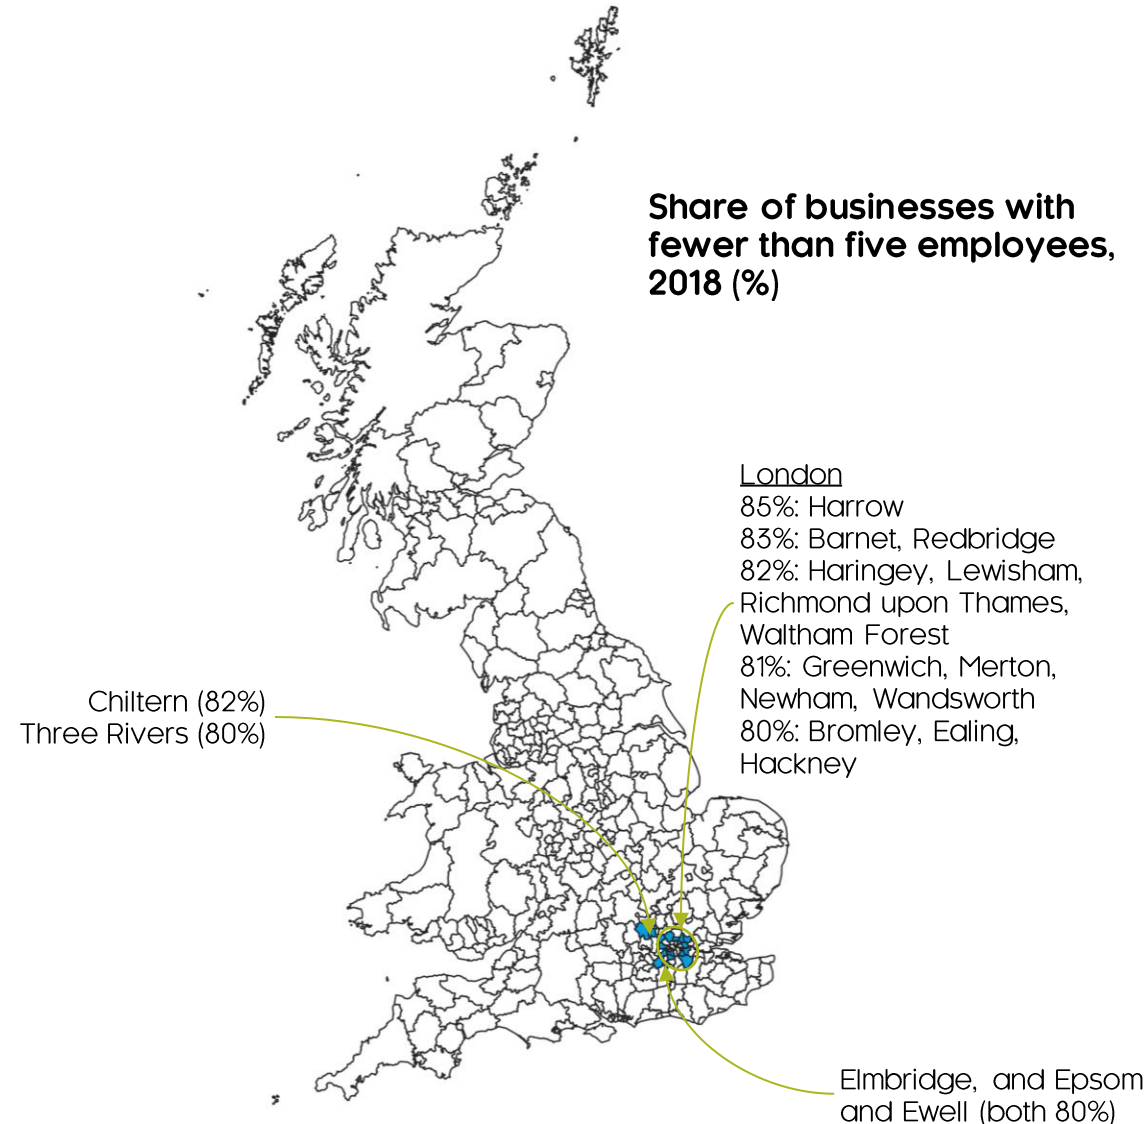 Share of businesses with
fewer than five employees,
2018 (%)
London
85%: Harrow
83%: Barnet, Redbridge
82%: Haringey, Lewisham,
Richmond upon Thames,
Waltham Forest
81%: Greenwich, Merton,
Newham, Wandsworth
80%: Bromley, Ealing,
Hackney
Chiltern (82%)
Three Rivers (80%)
Elmbridge, and Epsom
and Ewell (both 80%)